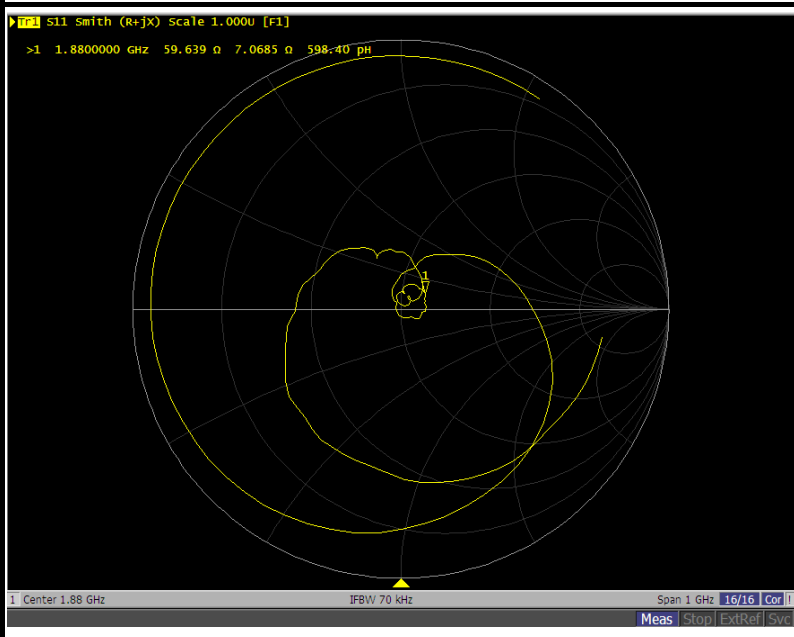 Tr1 S11 Smith (R+jX) Scale 1.000U [F1]
>1 1.8800000 GHz 59.639 Ω 7.0685 Ω 598.40 pH
1
1 Center 1.88 GHz IFBW 70 kHz Span 1 GHz 16/16 Cor !
Meas Stop ExtRef Svc